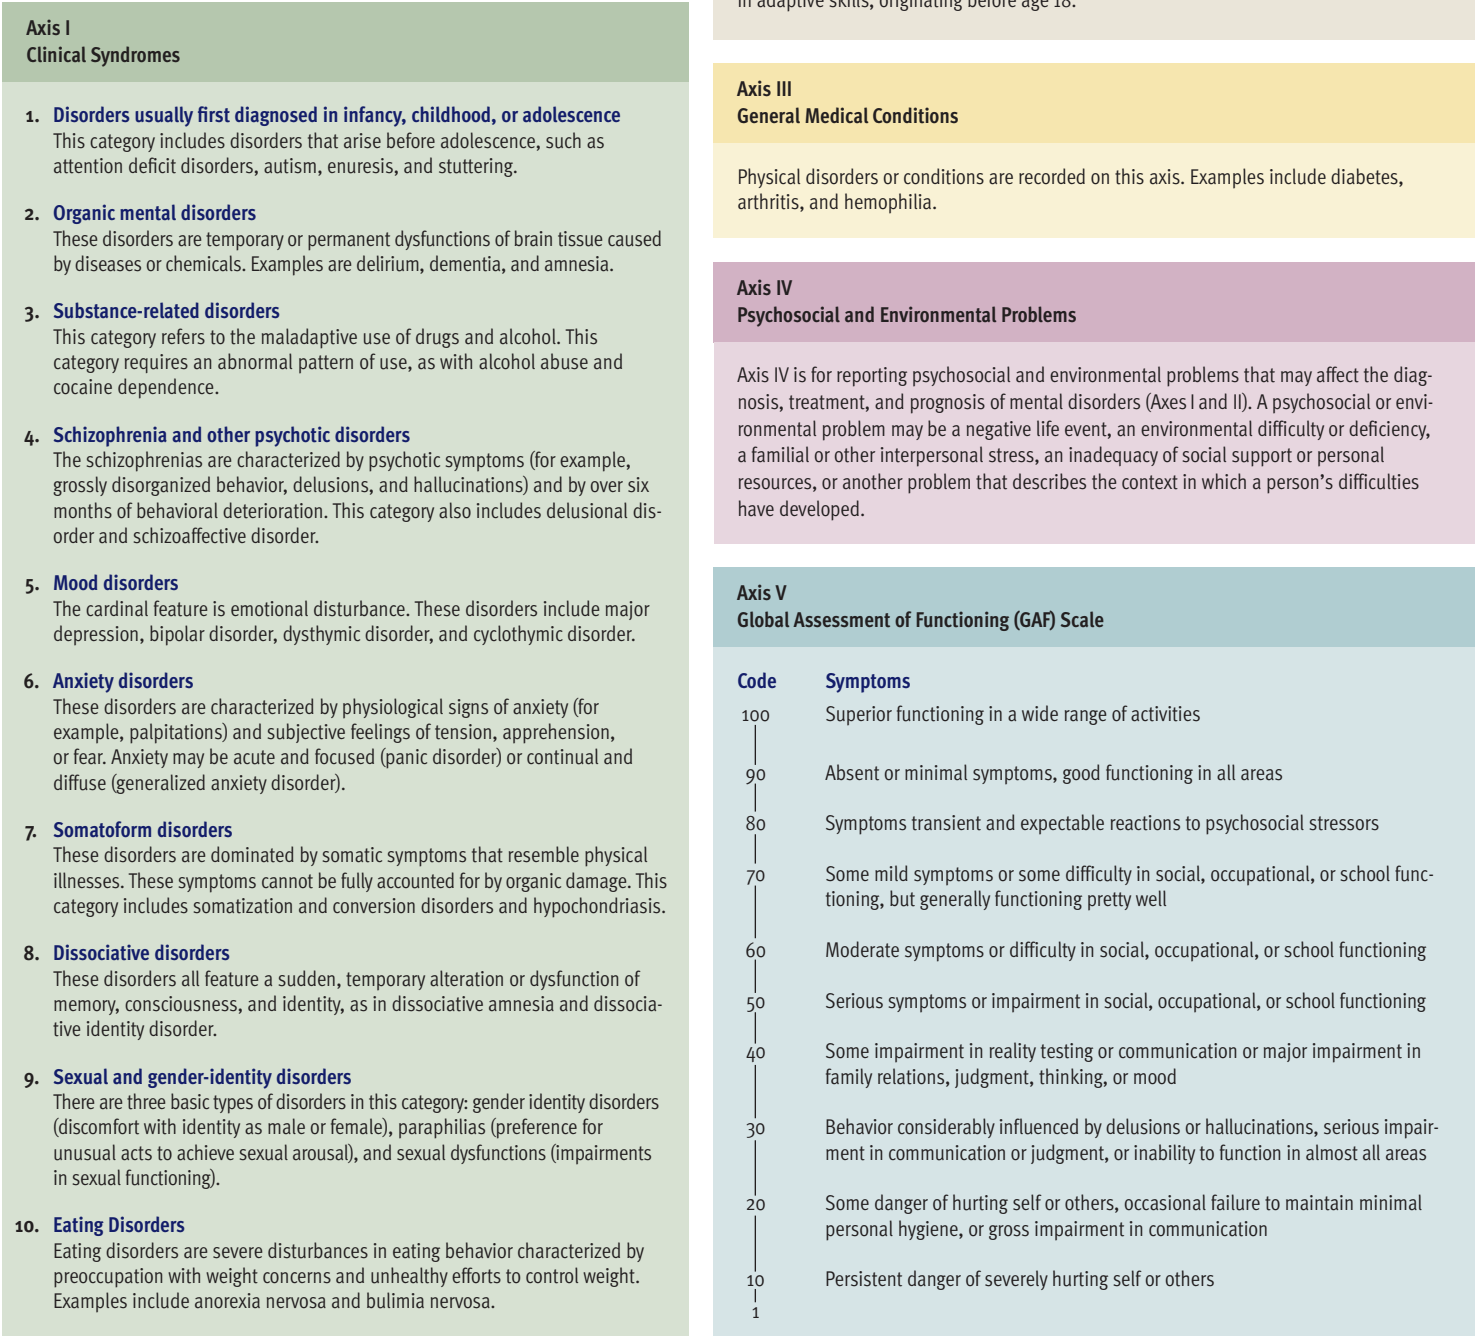 Axis I
Clinical Syndromes
1. Disorders usually first diagnosed in infancy, childhood, or adolescence
This category includes disorders that arise before adolescence, such as
attention deficit disorders, autism, enuresis, and stuttering.
2. Organic mental disorders
These disorders are temporary or permanent dysfunctions of brain tissue caused
by diseases or chemicals. Examples are delirium, dementia, and amnesia.
3. Substance-related disorders
This category refers to the maladaptive use of drugs and alcohol. This
category requires an abnormal pattern of use, as with alcohol abuse and
cocaine dependence.
4. Schizophrenia and other psychotic disorders
The schizophrenias are characterized by psychotic symptoms (for example,
grossly disorganized behavior, delusions, and hallucinations) and by over six
months of behavioral deterioration. This category also includes delusional dis-
order and schizoaffective disorder.
5. Mood disorders
The cardinal feature is emotional disturbance. These disorders include major
depression, bipolar disorder, dysthymic disorder, and cyclothymic disorder.
6. Anxiety disorders
These disorders are characterized by physiological signs of anxiety (for
example, palpitations) and subjective feelings of tension, apprehension,
or fear. Anxiety may be acute and focused (panic disorder) or continual and
diffuse (generalized anxiety disorder).
7. Somatoform disorders
These disorders are dominated by somatic symptoms that resemble physical
illnesses. These symptoms cannot be fully accounted for by organic damage. This
category includes somatization and conversion disorders and hypochondriasis.
8. Dissociative disorders
These disorders all feature a sudden, temporary alteration or dysfunction of
memory, consciousness, and identity, as in dissociative amnesia and dissocia-
tive identity disorder.
9. Sexual and gender-identity disorders
There are three basic types of disorders in this category: gender identity disorders
(discomfort with identity as male or female), paraphilias (preference for
unusual acts to achieve sexual arousal), and sexual dysfunctions (impairments
in sexual functioning).
10. Eating Disorders
Eating disorders are severe disturbances in eating behavior characterized by
preoccupation with weight concerns and unhealthy efforts to control weight.
Examples include anorexia nervosa and bulimia nervosa.
in adaptive skills, originating before age 18.
Axis III
General Medical Conditions
Physical disorders or conditions are recorded on this axis. Examples include diabetes,
arthritis, and hemophilia.
Axis IV
Psychosocial and Environmental Problems
Axis IV is for reporting psychosocial and environmental problems that may affect the diag-
nosis, treatment, and prognosis of mental disorders (Axes I and II). A psychosocial or envi-
ronmental problem may be a negative life event, an environmental difficulty or deficiency,
a familial or other interpersonal stress, an inadequacy of social support or personal
resources, or another problem that describes the context in which a person's difficulties
have developed.
Axis V
Global Assessment of Functioning (GAF) Scale
Code Symptoms
100 Superior functioning in a wide range of activities
90 Absent or minimal symptoms, good functioning in all areas
80 Symptoms transient and expectable reactions to psychosocial stressors
70 Some mild symptoms or some difficulty in social, occupational, or school func-
tioning, but generally functioning pretty well
60 Moderate symptoms or difficulty in social, occupational, or school functioning
50 Serious symptoms or impairment in social, occupational, or school functioning
40 Some impairment in reality testing or communication or major impairment in
family relations, judgment, thinking, or mood
30 Behavior considerably influenced by delusions or hallucinations, serious impair-
ment in communication or judgment, or inability to function in almost all areas
20 Some danger of hurting self or others, occasional failure to maintain minimal
personal hygiene, or gross impairment in communication
10 Persistent danger of severely hurting self or others
1